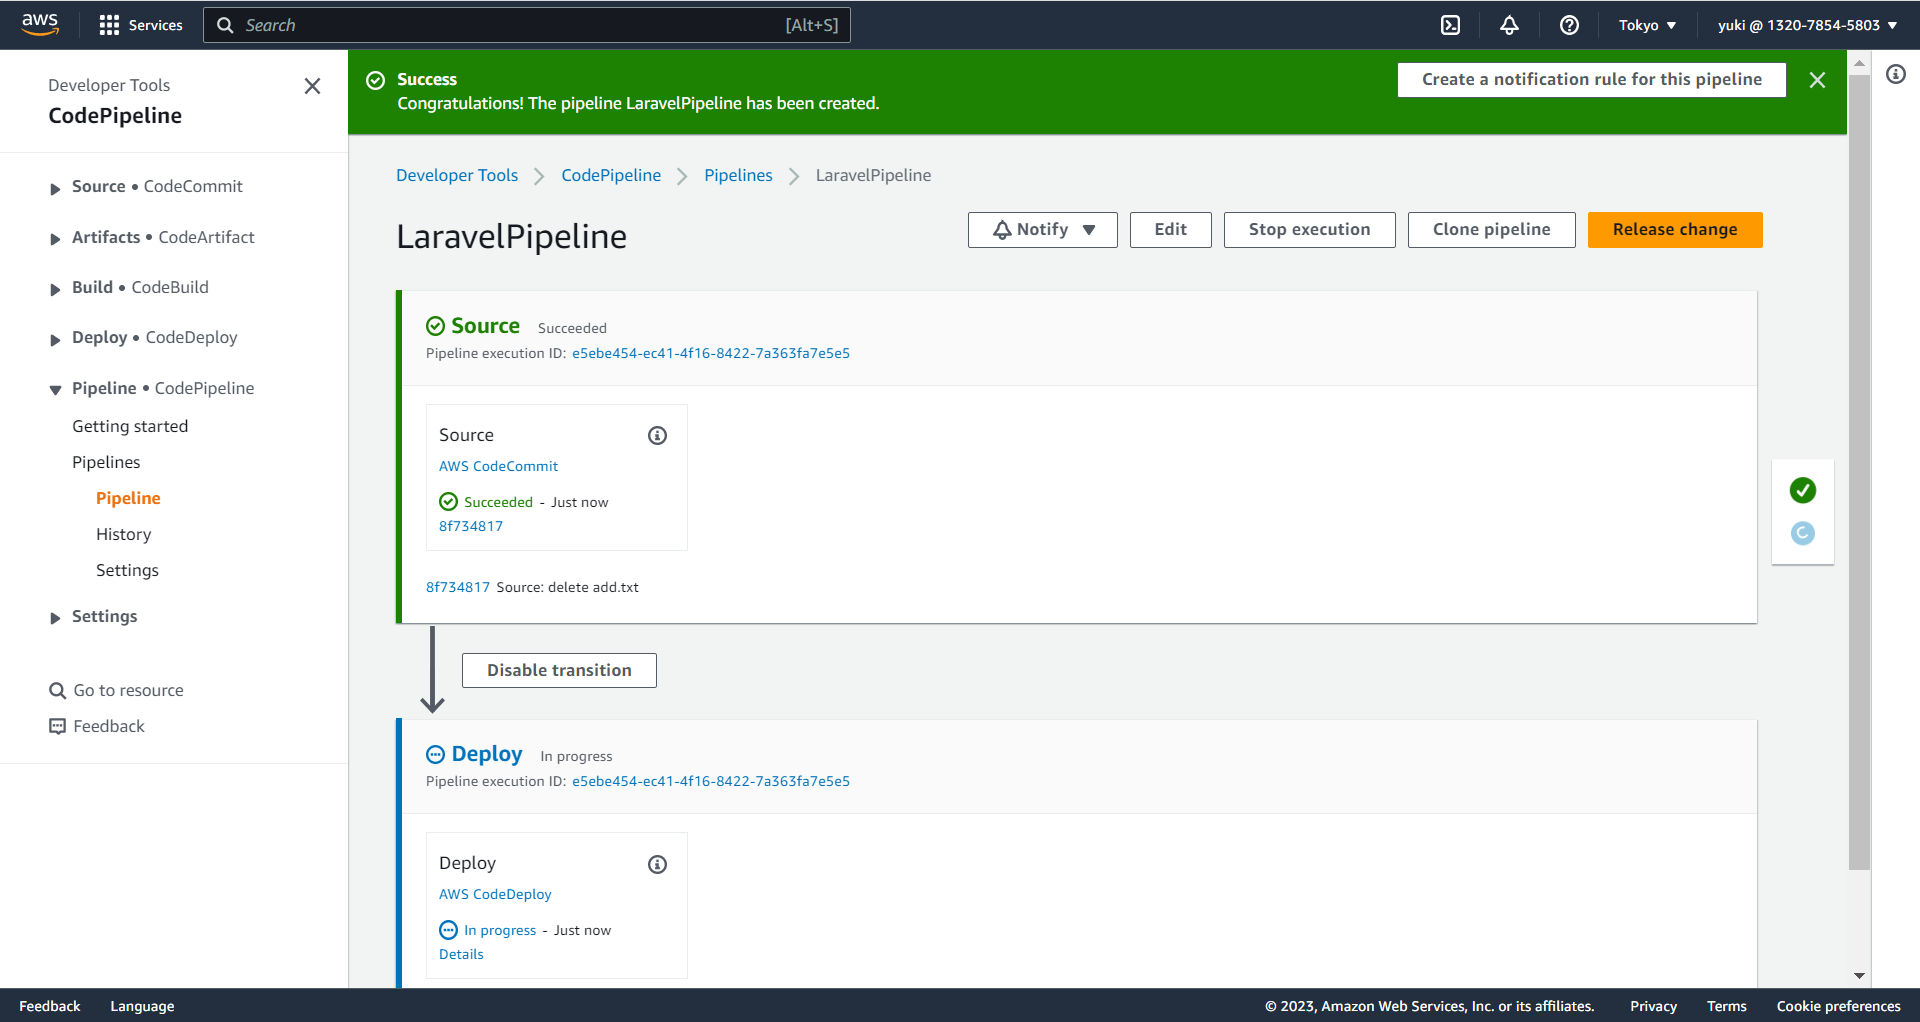 aws
Services
Search
[Alt+S]
Tokyo ▼
yuki @ 1320-7854-5803 ▼
Developer Tools
CodePipeline
Source • CodeCommit
Artifacts • CodeArtifact
Build • CodeBuild
Deploy • CodeDeploy
Pipeline • CodePipeline
Getting started
Pipelines
Pipeline
History
Settings
Settings
Go to resource
Feedback
Success
Congratulations! The pipeline LaravelPipeline has been created.
Create a notification rule for this pipeline
Developer Tools
CodePipeline
Pipelines
LaravelPipeline
LaravelPipeline
Notify ▼
Edit
Stop execution
Clone pipeline
Release change
Source Succeeded
Pipeline execution ID: e5ebe454-ec41-4f16-8422-7a363fa7e5e5
Source
AWS CodeCommit
Succeeded - Just now
8f734817
8f734817 Source: delete add.txt
Disable transition
Deploy In progress
Pipeline execution ID: e5ebe454-ec41-4f16-8422-7a363fa7e5e5
Deploy
AWS CodeDeploy
In progress - Just now
Details
Feedback
Language
© 2023, Amazon Web Services, Inc. or its affiliates.
Privacy
Terms
Cookie preferences